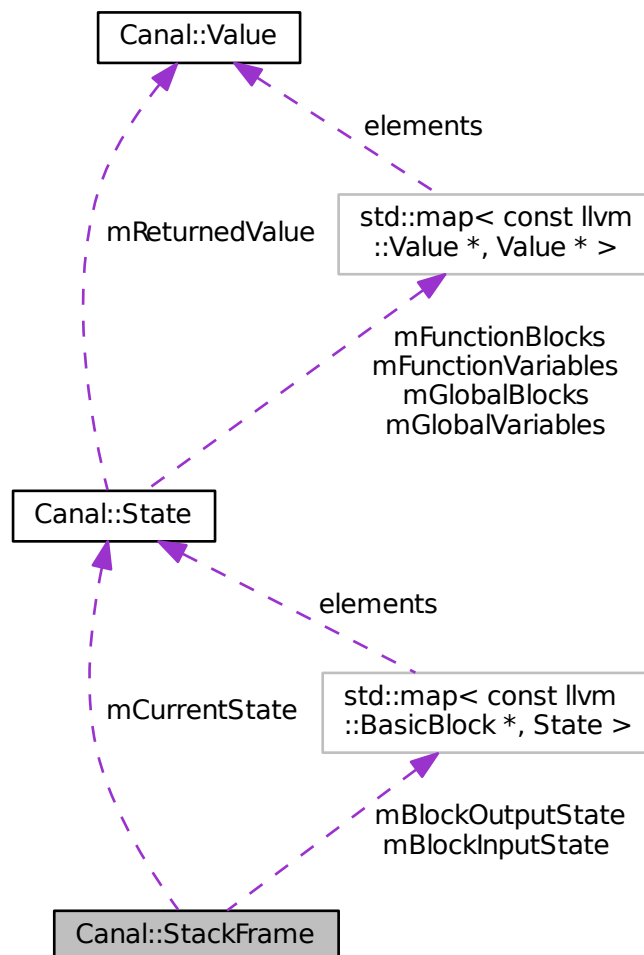 Canal::Value
elements
std::map< const llvm
::Value *, Value * >
mReturnedValue
mFunctionBlocks
mFunctionVariables
mGlobalBlocks
mGlobalVariables
Canal::State
elements
std::map< const llvm
::BasicBlock *, State >
mCurrentState
mBlockOutputState
mBlockInputState
Canal::StackFrame